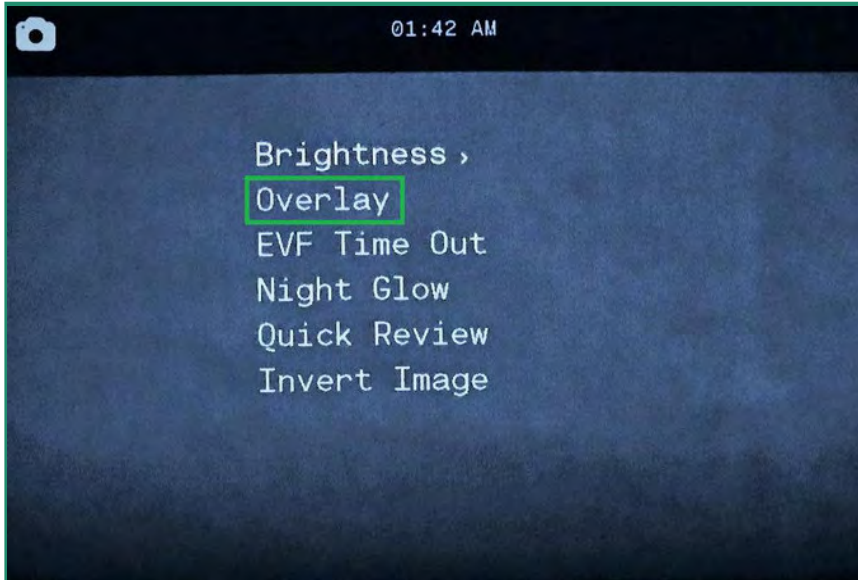 01:42 AM
Brightness ›
Overlay
EVF Time Out
Night Glow
Quick Review
Invert Image